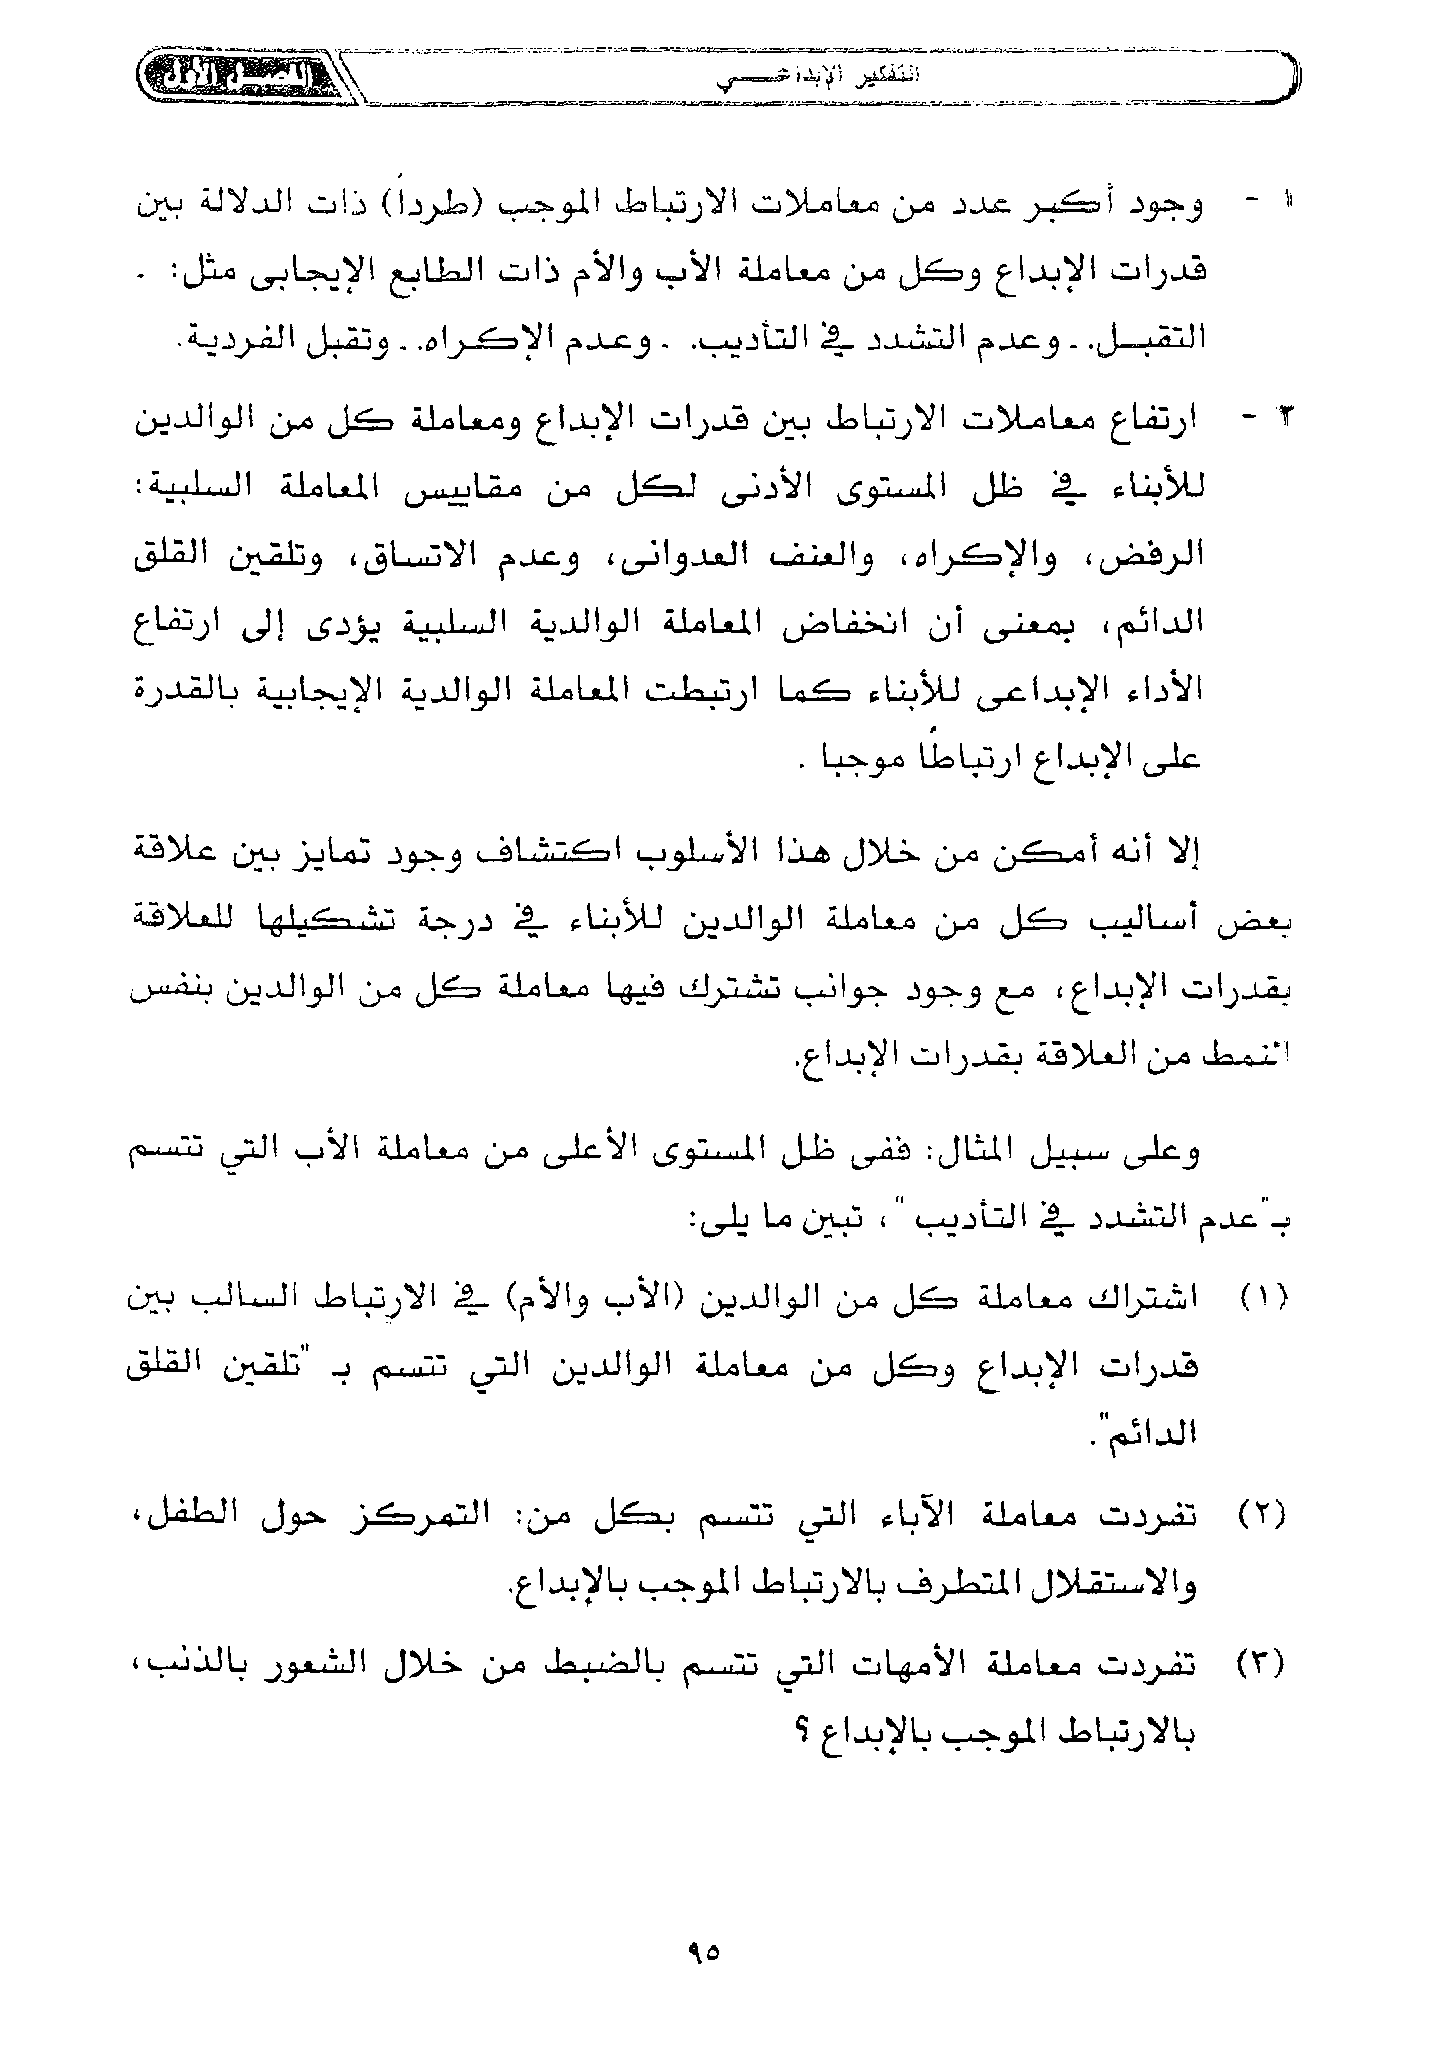 الفصل الأول
التفكير الإبداعـــي
١ - وجود أكبر عدد من معاملات الارتباط الموجب (طرداً) ذات الدلالة بين
قدرات الإبداع وكل من معاملة الأب والأم ذات الطابع الإيجابى مثل: .
التقبــل. ـ وعدم التشدد في التأديب. ـ وعدم الإكراه. ـ وتقبل الفردية.
٢ - ارتفاع معاملات الارتباط بين قدرات الإبداع ومعاملة كل من الوالدين
للأبناء في ظل المستوى الأدنى لكل من مقاييس المعاملة السلبية:
الرفض، والإكراه، والعنف العدوانى، وعدم الاتساق، وتلقين القلق
الدائم، بمعنى أن انخفاض المعاملة الوالدية السلبية يؤدى إلى ارتفاع
الأداء الإبداعى للأبناء كما ارتبطت المعاملة الوالدية الإيجابية بالقدرة
على الإبداع ارتباطاً موجبا .
إلا أنه أمكن من خلال هذا الأسلوب اكتشاف وجود تمايز بين علاقة
بعض أساليب كل من معاملة الوالدين للأبناء في درجة تشكيلها للعلاقة
بقدرات الإبداع، مع وجود جوانب تشترك فيها معاملة كل من الوالدين بنفس
النمط من العلاقة بقدرات الإبداع.
وعلى سبيل المثال: ففى ظل المستوى الأعلى من معاملة الأب التي تتسم
بـ"عدم التشدد في التأديب "، تبين ما يلى:
(١) اشتراك معاملة كل من الوالدين (الأب والأم) في الارتباط السالب بين
قدرات الإبداع وكل من معاملة الوالدين التي تتسم بـ "تلقين القلق
الدائم".
(٢) تفردت معاملة الآباء التي تتسم بكل من: التمركز حول الطفل،
والاستقلال المتطرف بالارتباط الموجب بالإبداع.
(٣) تفردت معاملة الأمهات التي تتسم بالضبط من خلال الشعور بالذنب،
بالارتباط الموجب بالإبداع ؟
٩٥